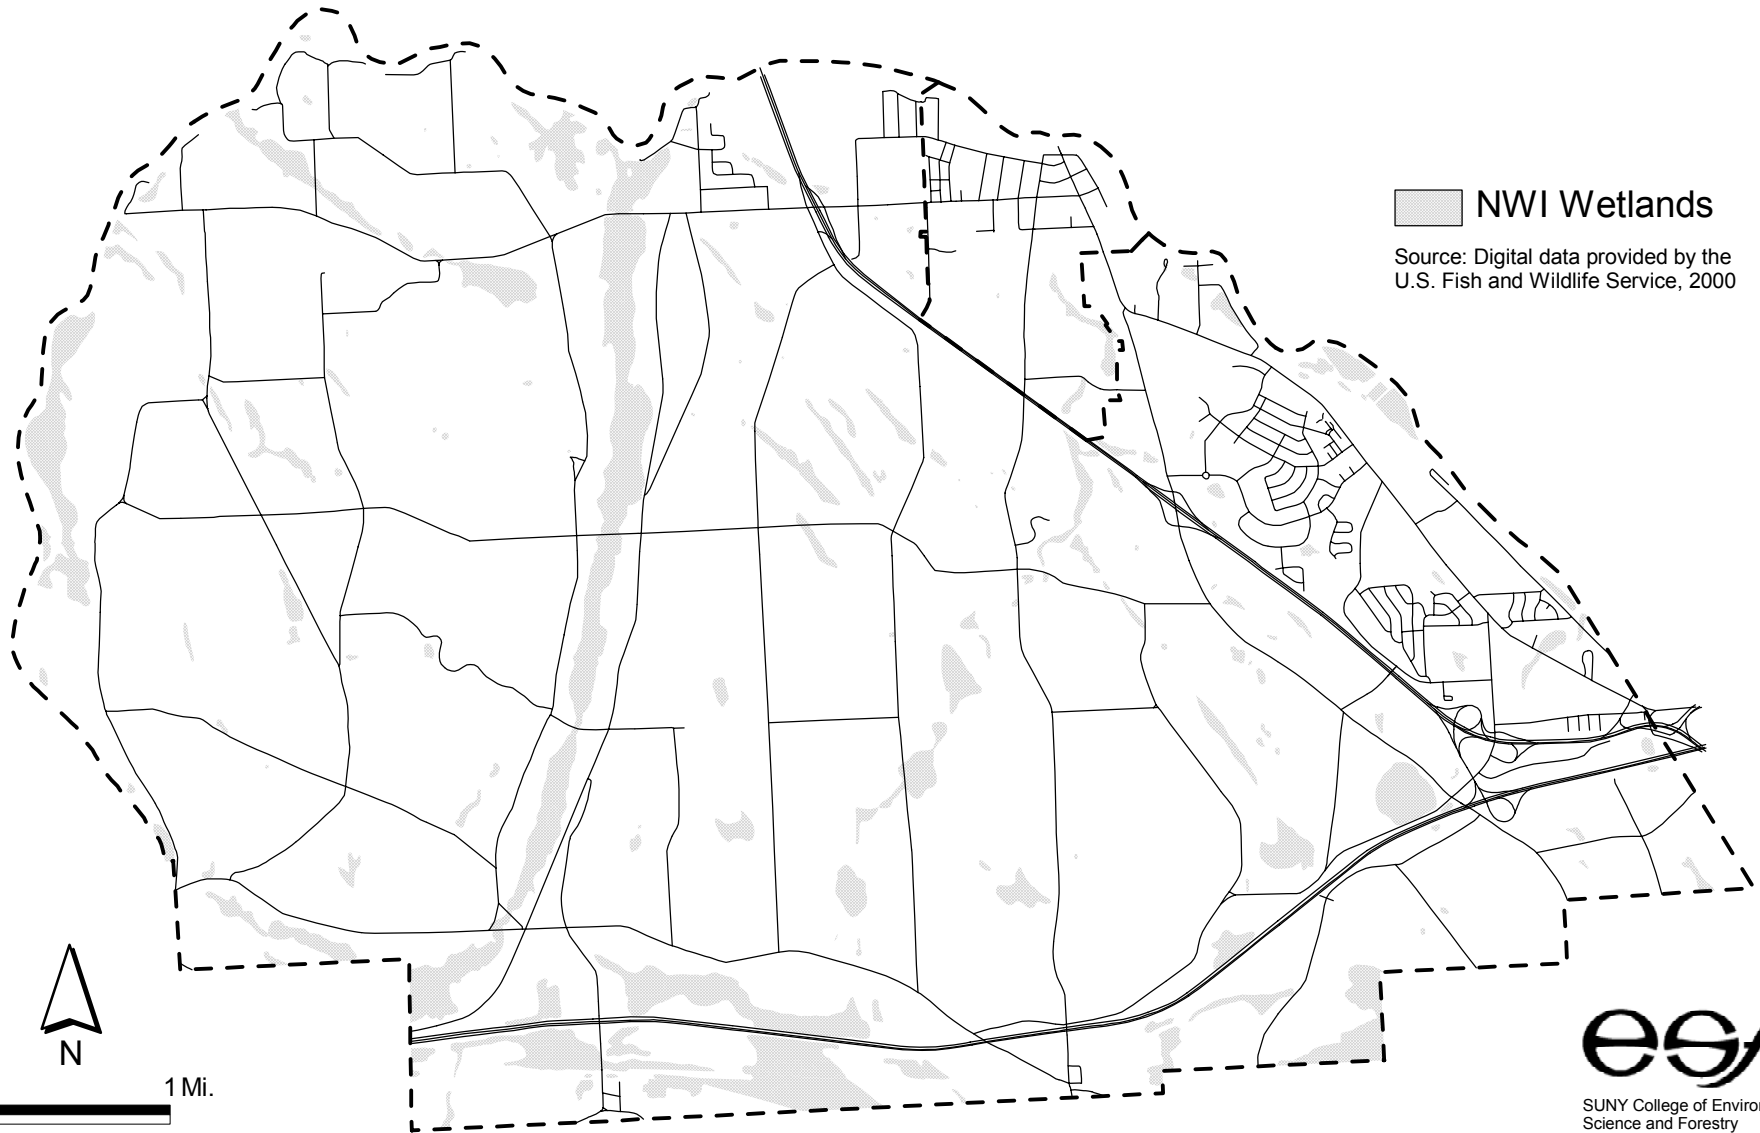 NWI Wetlands
Source: Digital data provided by the
U.S. Fish and Wildlife Service, 2000
N
1 Mi.
esf
SUNY College of Enviro
Science and Forestry